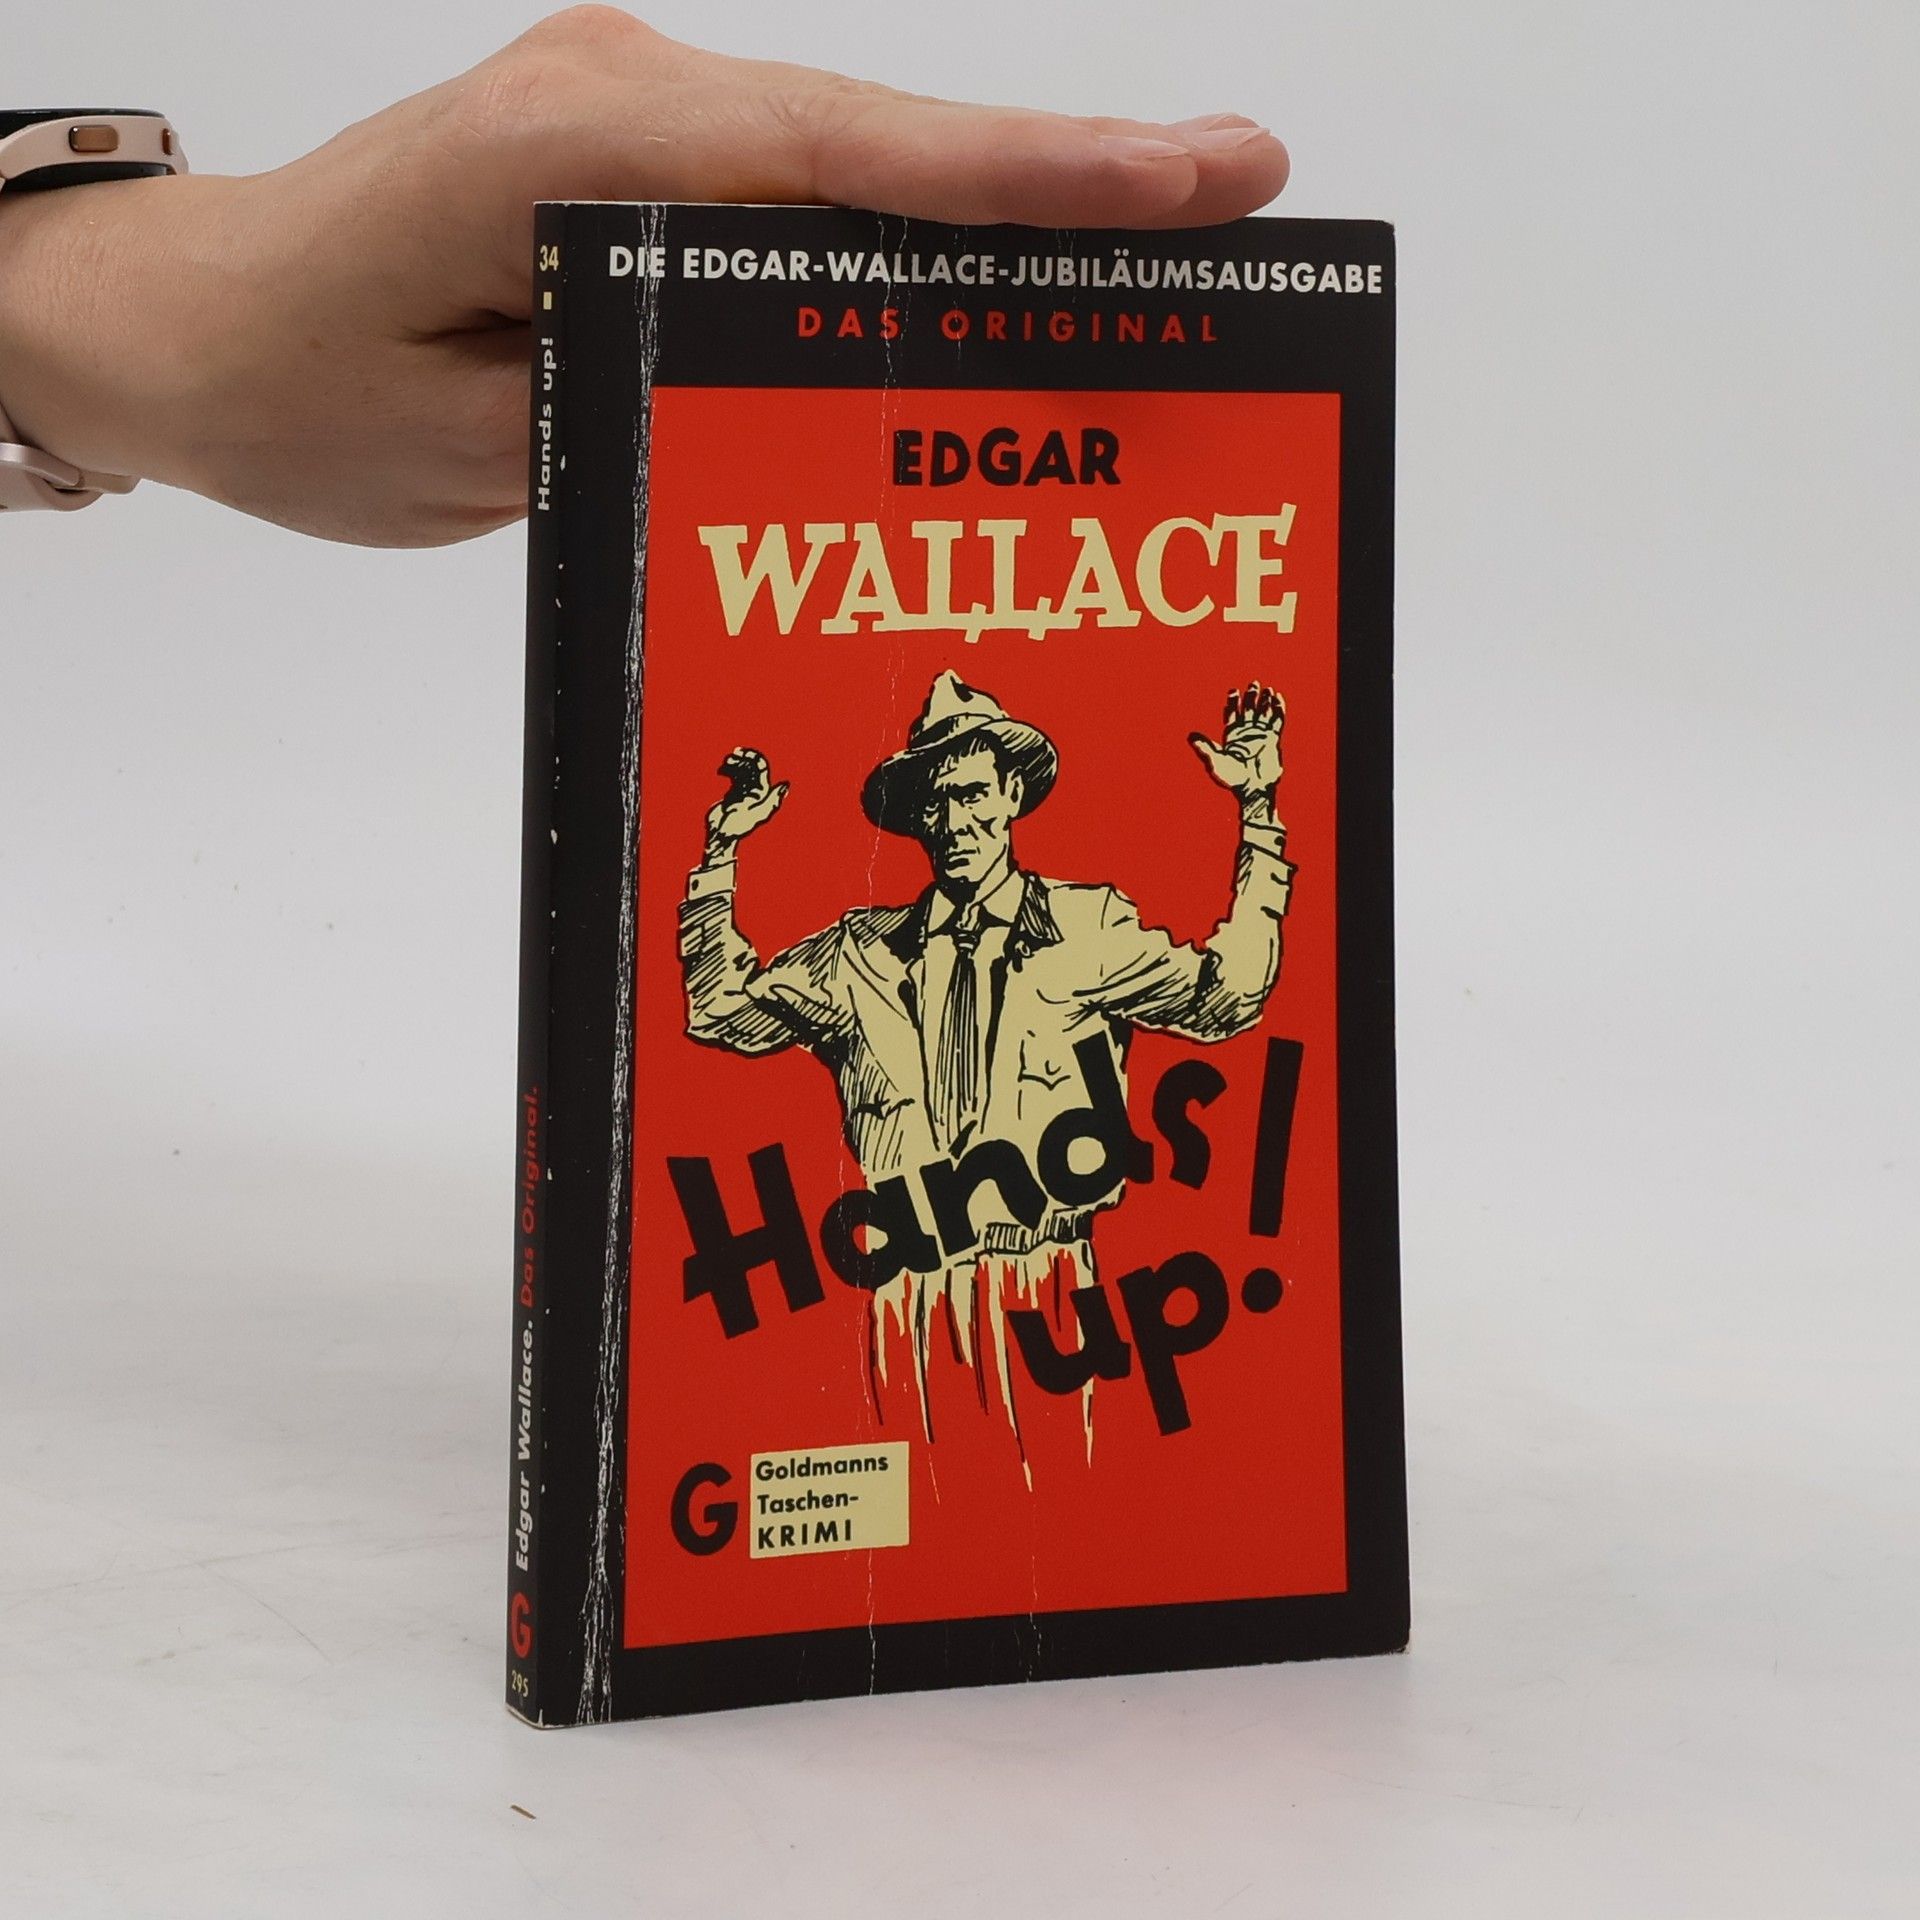 34
Hands up!
Edgar Wallace. Das Original.
G
295
DIE EDGAR-WALLACE-JUBILÄUMSAUSGABE
DAS ORIGINAL
EDGAR
WALLACE
Hands
up!
G
Goldmanns
Taschen-
KRIMI